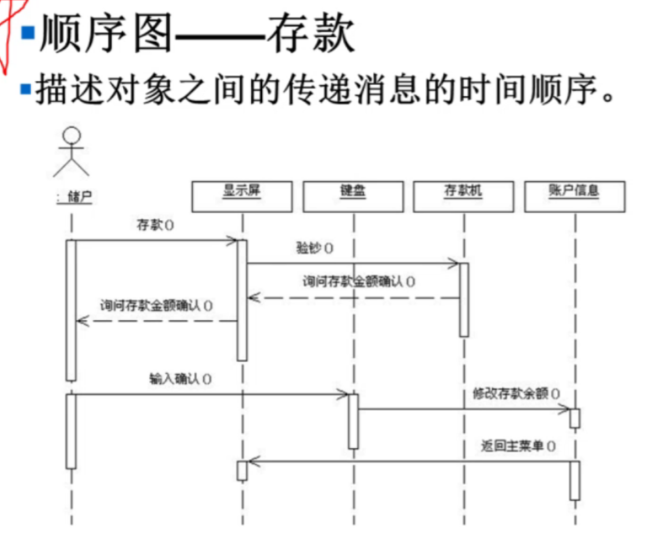 顺序图——存款
描述对象之间的传递消息的时间顺序。
: 储户
显示屏
键盘
存款机
账户信息
存款()
验钞()
询问存款金额确认()
询问存款金额确认()
输入确认()
修改存款余额()
返回主菜单()